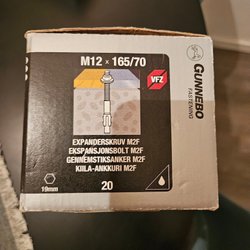 M12 x 165/70
VFZ
GUNNEBO
FASTENING
EXPANDERSKRUV M2F
EKSPANSJONSBOLT M2F
GENNEMSTIKSANKER M2F
KIILA-ANKKURI M2F
19mm
20